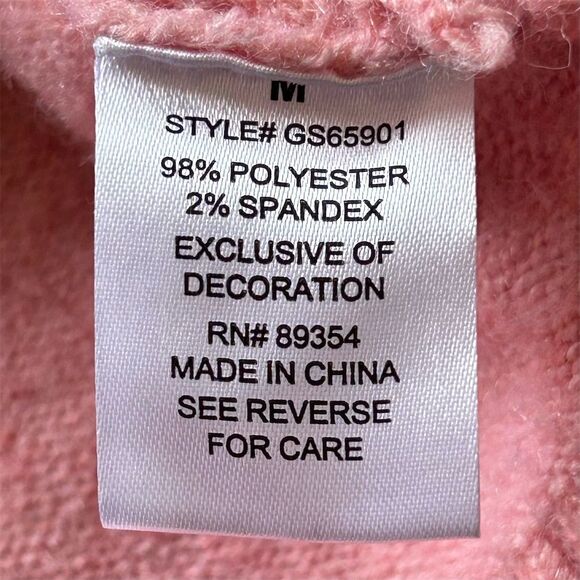 M
STYLE# GS65901
98% POLYESTER
2% SPANDEX
EXCLUSIVE OF
DECORATION
RN# 89354
MADE IN CHINA
SEE REVERSE
FOR CARE